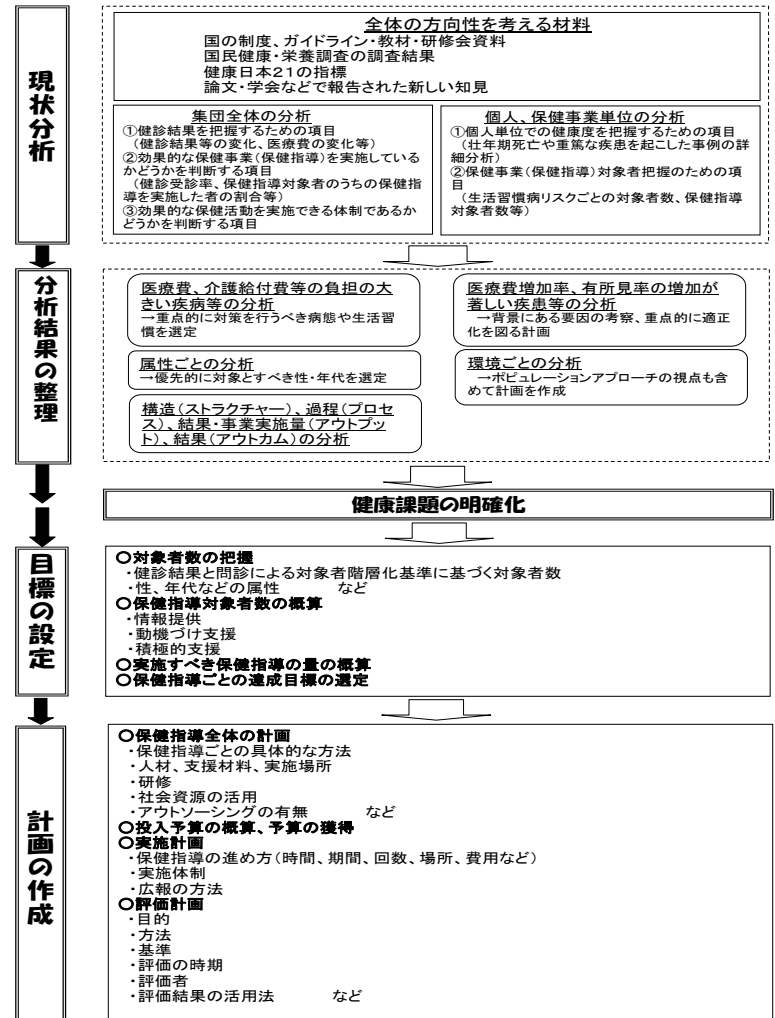 現状分析
全体の方向性を考える材料
国の制度、ガイドライン・教材・研修会資料
国民健康・栄養調査の調査結果
健康日本21の指標
論文・学会などで報告された新しい知見
集団全体の分析
①健診結果を把握するための項目
(健診結果等の変化、医療費の変化等)
②効果的な保健事業(保健指導)を実施している
かどうかを判断する項目
(健診受診率、保健指導対象者のうちの保健指
導を実施した者の割合等)
③効果的な保健活動を実施できる体制であるか
どうかを判断する項目
個人、保健事業単位の分析
①個人単位での健康度を把握するための項目
(壮年期死亡や重篤な疾患を起こした事例の詳
細分析)
②保健事業(保健指導)対象者把握のための項
目
(生活習慣病リスクごとの対象者数、保健指導
対象者数等)
分析結果の整理
医療費、介護給付費等の負担の大
きい疾病等の分析
→重点的に対策を行うべき病態や生活習
慣を選定
医療費増加率、有所見率の増加が
著しい疾患等の分析
→背景にある要因の考察、重点的に適正
化を図る計画
属性ごとの分析
→優先的に対象とすべき性・年代を選定
環境ごとの分析
→ポピュレーションアプローチの視点も含
めて計画を作成
構造(ストラクチャー)、過程(プロセ
ス)、結果・事業実施量(アウトプッ
ト)、結果(アウトカム)の分析
健康課題の明確化
目標の設定
○対象者数の把握
・健診結果と問診による対象者階層化基準に基づく対象者数
・性、年代などの属性 など
○保健指導対象者数の概算
・情報提供
・動機づけ支援
・積極的支援
○実施すべき保健指導の量の概算
○保健指導ごとの達成目標の選定
計画の作成
○保健指導全体の計画
・保健指導ごとの具体的な方法
・人材、支援材料、実施場所
・研修
・社会資源の活用
・アウトソーシングの有無 など
○投入予算の概算、予算の獲得
○実施計画
・保健指導の進め方(時間、期間、回数、場所、費用など)
・実施体制
・広報の方法
○評価計画
・目的
・方法
・基準
・評価の時期
・評価者
・評価結果の活用法 など